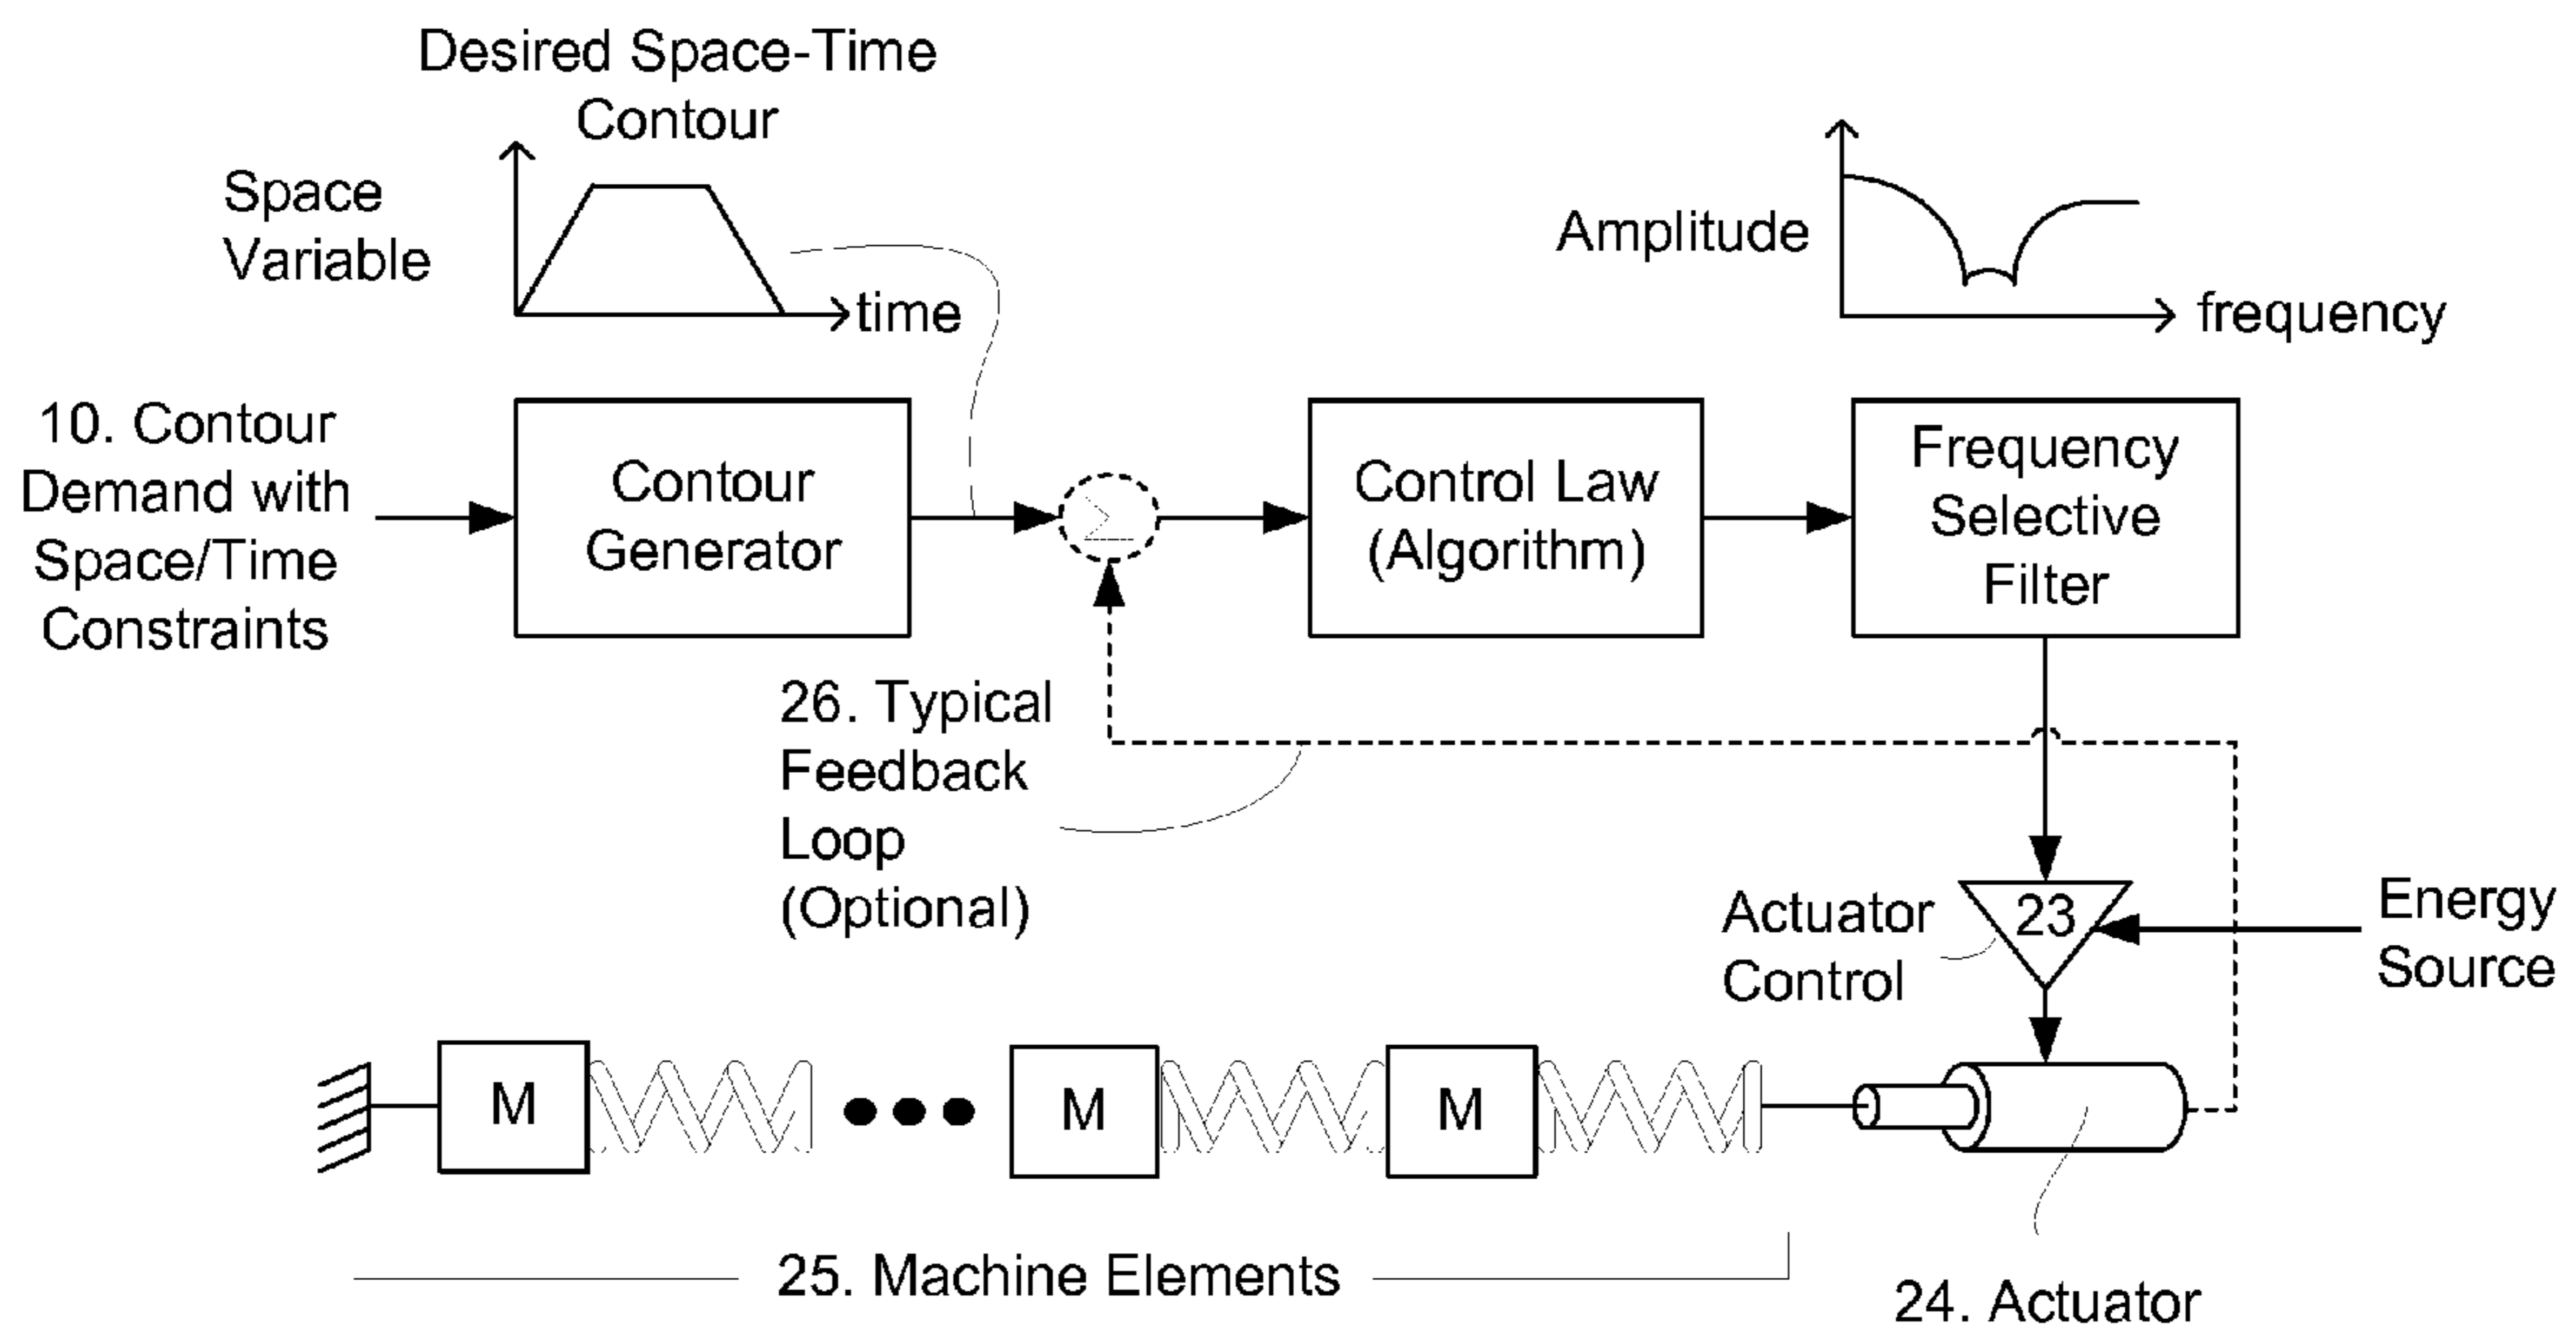 Desired Space-Time
Contour
Space
Variable
time
Amplitude
frequency
10. Contour
Demand with
Space/Time
Constraints
Contour
Generator
Σ
Control Law
(Algorithm)
Frequency
Selective
Filter
26. Typical
Feedback
Loop
(Optional)
Actuator
Control
23
Energy
Source
M
M
M
25. Machine Elements
24. Actuator